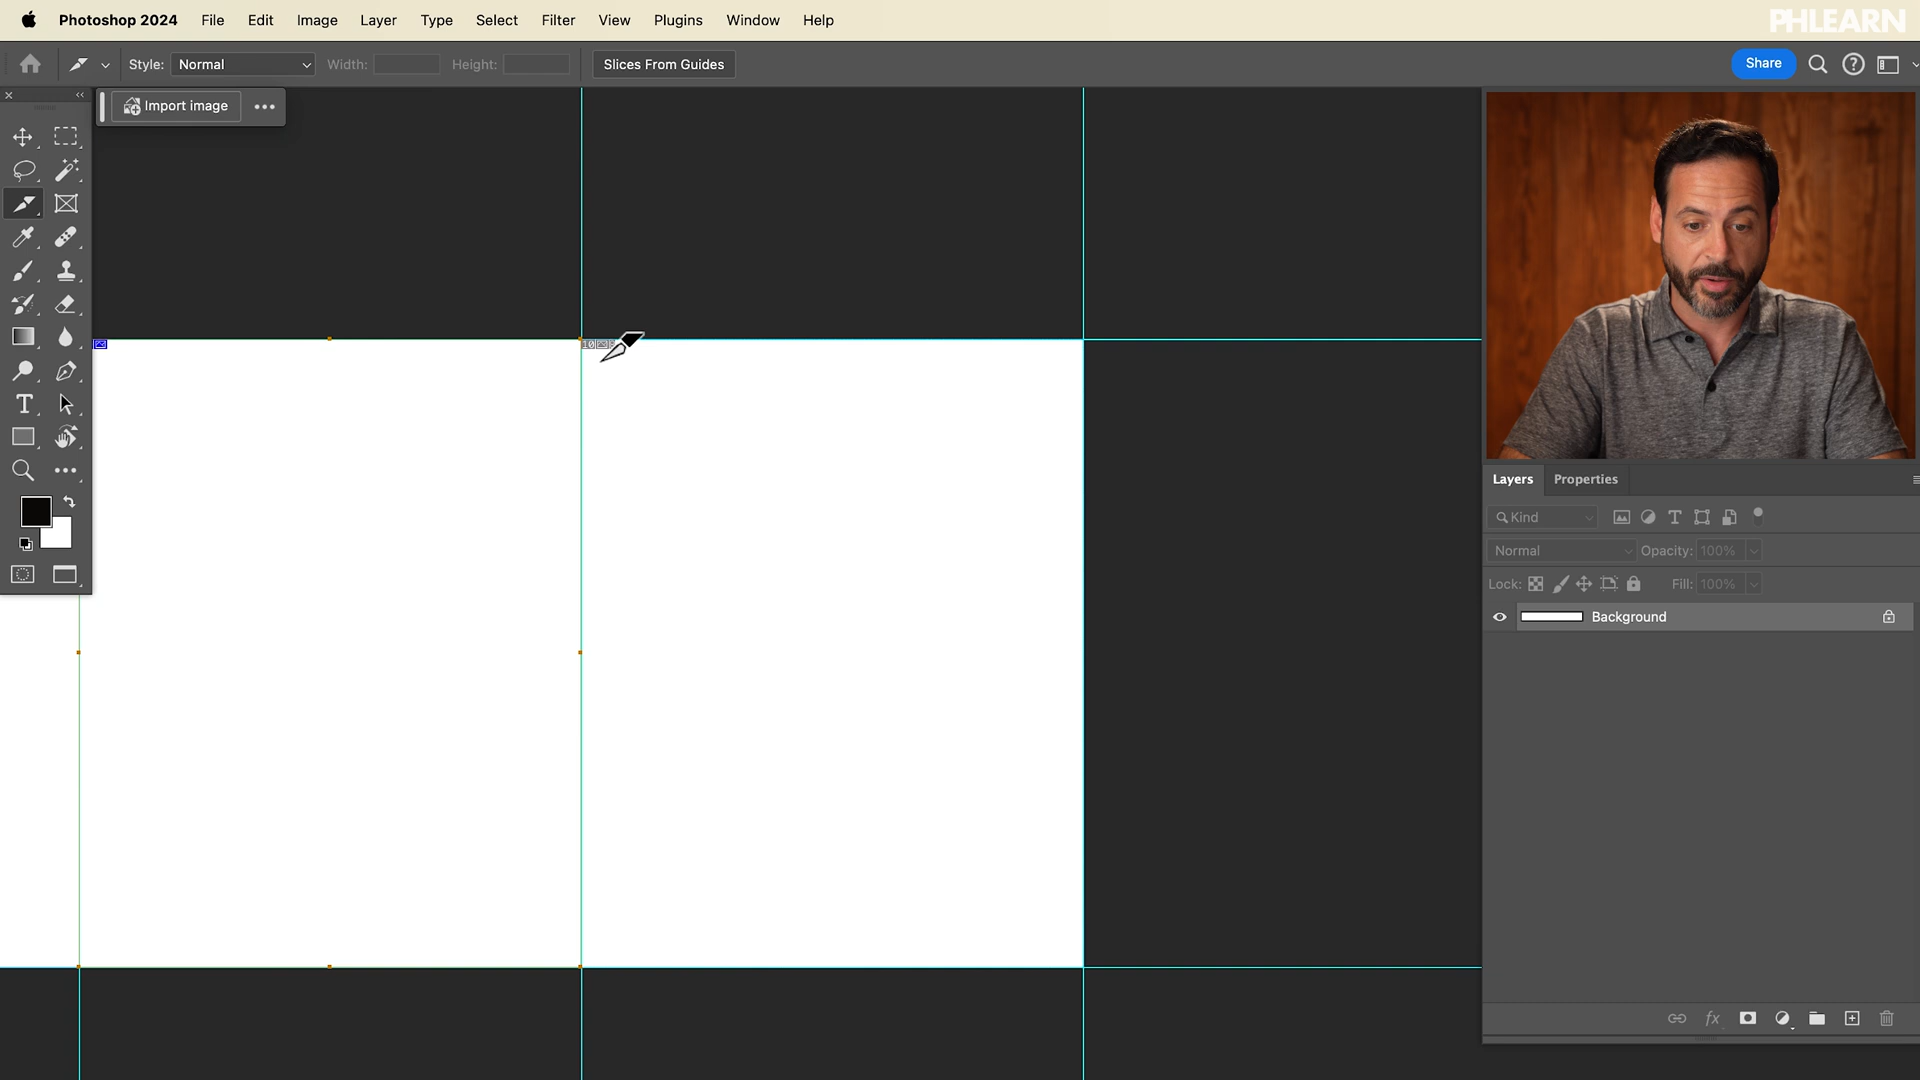 Photoshop 2024 File Edit Image Layer Type Select Filter View Plugins Window Help
PHLEARN
Style: Normal Width: Height: Slices From Guides
Share
Import image
Layers Properties
Kind
Normal Opacity: 100%
Lock: Fill: 100%
Background
fx